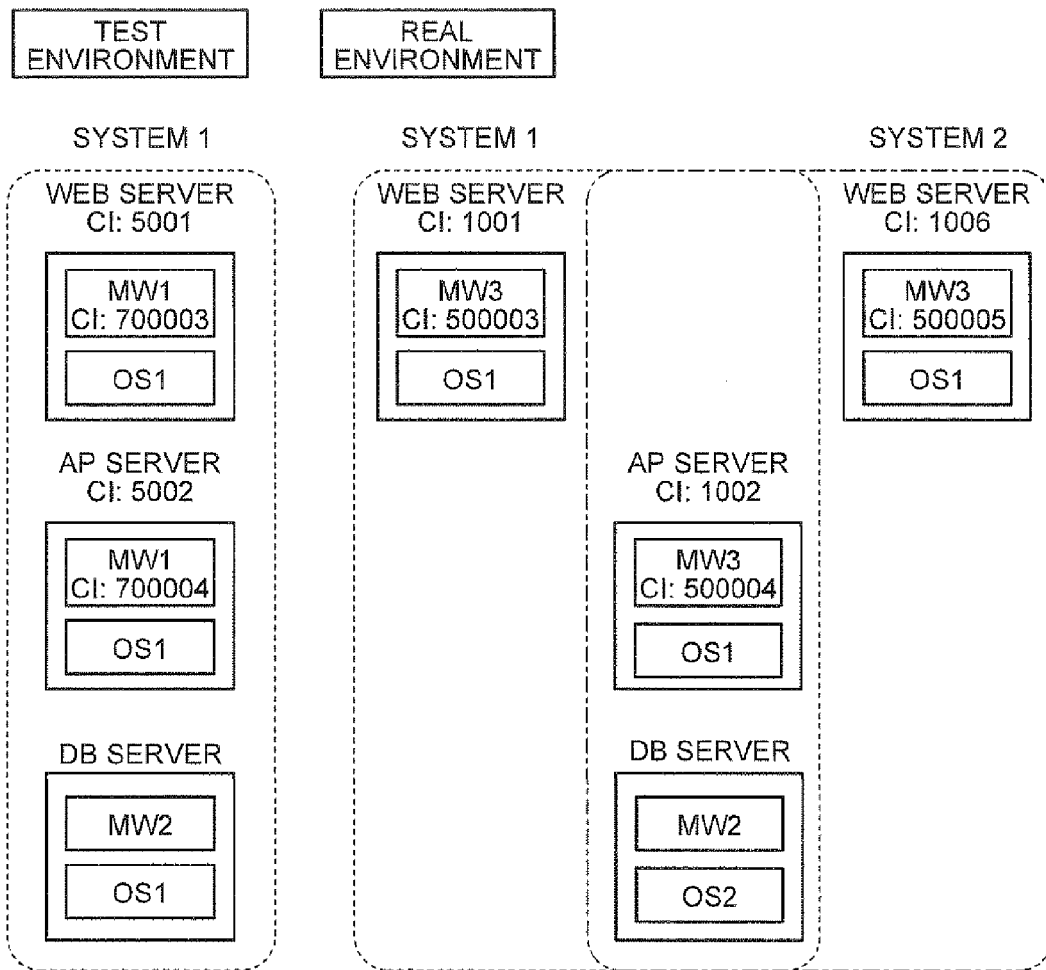 TEST
ENVIRONMENT
REAL
ENVIRONMENT
SYSTEM 1
SYSTEM 1
SYSTEM 2
WEB SERVER
CI: 5001
WEB SERVER
CI: 1001
WEB SERVER
CI: 1006
MW1
CI: 700003
OS1
MW3
CI: 500003
OS1
MW3
CI: 500005
OS1
AP SERVER
CI: 5002
AP SERVER
CI: 1002
MW1
CI: 700004
OS1
MW3
CI: 500004
OS1
DB SERVER
DB SERVER
MW2
OS1
MW2
OS2